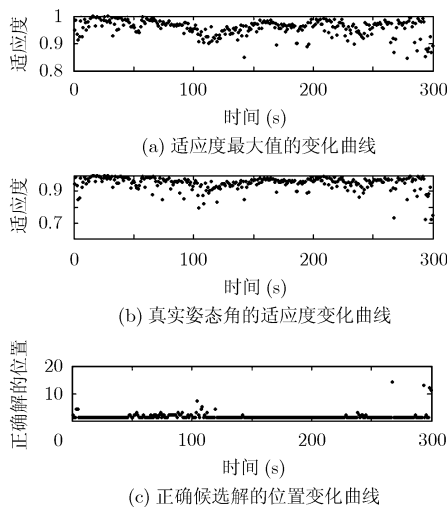 1
0.9
0.8
适应度
0
100
200
300
时间 (s)
(a) 适应度最大值的变化曲线
0.9
0.7
适应度
0
100
200
300
时间 (s)
(b) 真实姿态角的适应度变化曲线
20
10
正确解的位置
0
100
200
300
时间 (s)
(c) 正确候选解的位置变化曲线